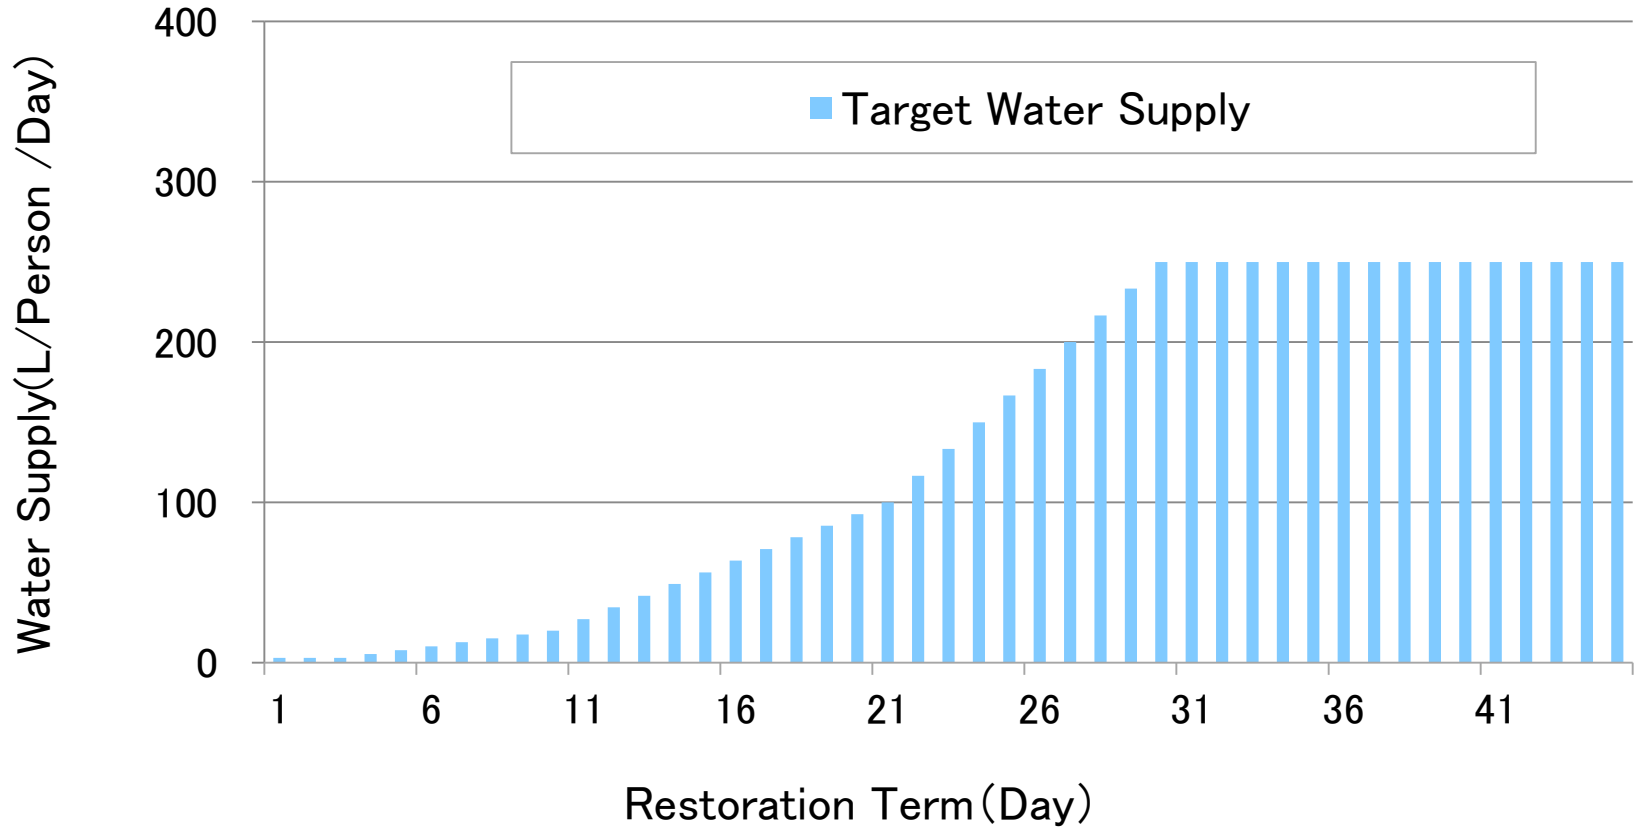 Water Supply(L/Person /Day)
400
300
200
100
0
Target Water Supply
1 6 11 16 21 26 31 36 41
Restoration Term(Day)